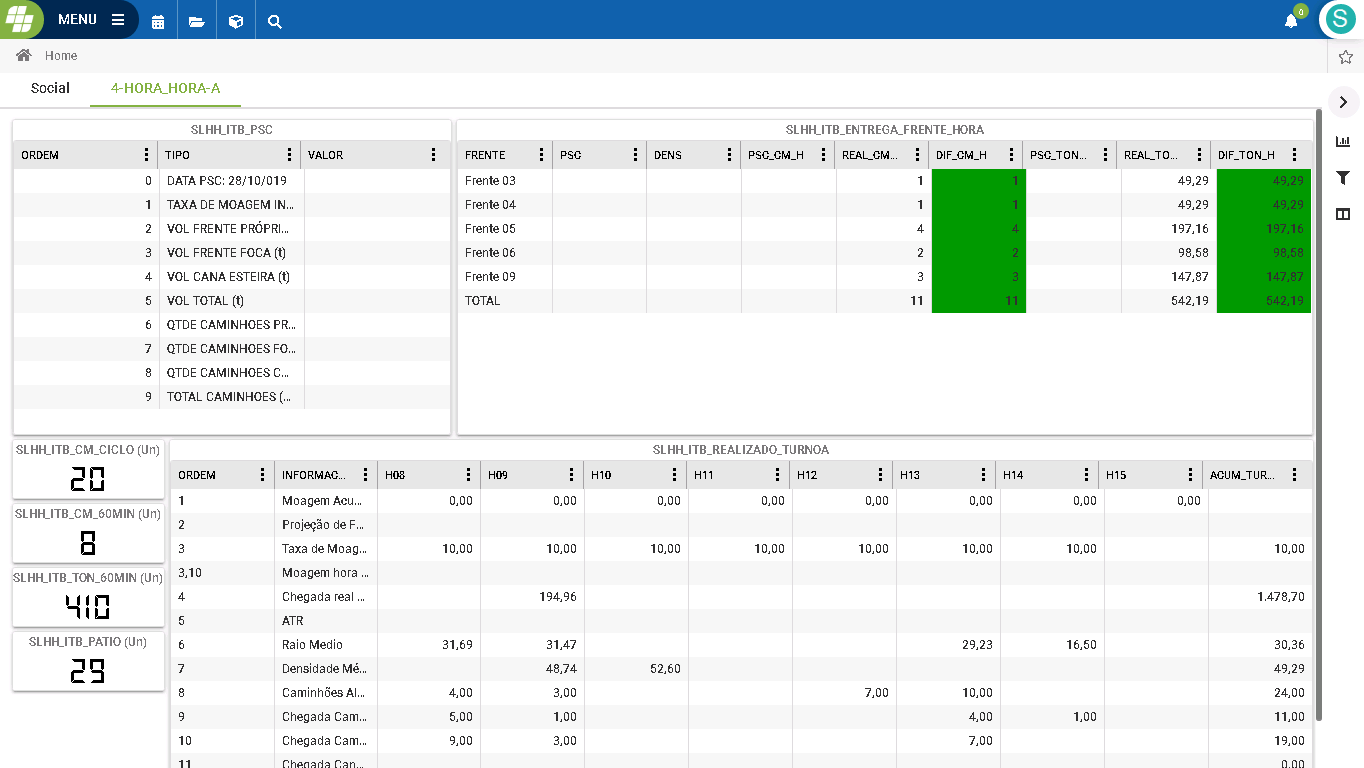 MENU
0
S
Home
Social 4-HORA_HORA-A
SLHH_ITB_PSC
ORDEM TIPO VALOR
0 DATA PSC: 28/10/019
1 TAXA DE MOAGEM IN...
2 VOL FRENTE PRÓPRI...
3 VOL FRENTE FOCA (t)
4 VOL CANA ESTEIRA (t)
5 VOL TOTAL (t)
6 QTDE CAMINHOES PR...
7 QTDE CAMINHOES FO...
8 QTDE CAMINHOES C...
9 TOTAL CAMINHOES (...
SLHH_ITB_ENTREGA_FRENTE_HORA
FRENTE PSC DENS PSC_CM_H REAL_CM... DIF_CM_H PSC_TON... REAL_TO... DIF_TON_H
Frente 03 1 1 49,29 49,29
Frente 04 1 1 49,29 49,29
Frente 05 4 4 197,16 197,16
Frente 06 2 2 98,58 98,58
Frente 09 3 3 147,87 147,87
TOTAL 11 11 542,19 542,19
SLHH_ITB_CM_CICLO (Un)
20
SLHH_ITB_CM_60MIN (Un)
8
SLHH_ITB_TON_60MIN (Un)
410
SLHH_ITB_PATIO (Un)
29
SLHH_ITB_REALIZADO_TURNOA
ORDEM INFORMAC... H08 H09 H10 H11 H12 H13 H14 H15 ACUM_TUR...
1 Moagem Acu... 0,00 0,00 0,00 0,00 0,00 0,00 0,00 0,00
2 Projeção de F...
3 Taxa de Moag... 10,00 10,00 10,00 10,00 10,00 10,00 10,00 10,00
3,10 Moagem hora ...
4 Chegada real ... 194,96 1.478,70
5 ATR
6 Raio Medio 31,69 31,47 29,23 16,50 30,36
7 Densidade Mé... 48,74 52,60 49,29
8 Caminhões Al... 4,00 3,00 7,00 10,00 24,00
9 Chegada Cam... 5,00 1,00 4,00 1,00 11,00
10 Chegada Cam... 9,00 3,00 7,00 19,00
11 Chegada Can... 0,00